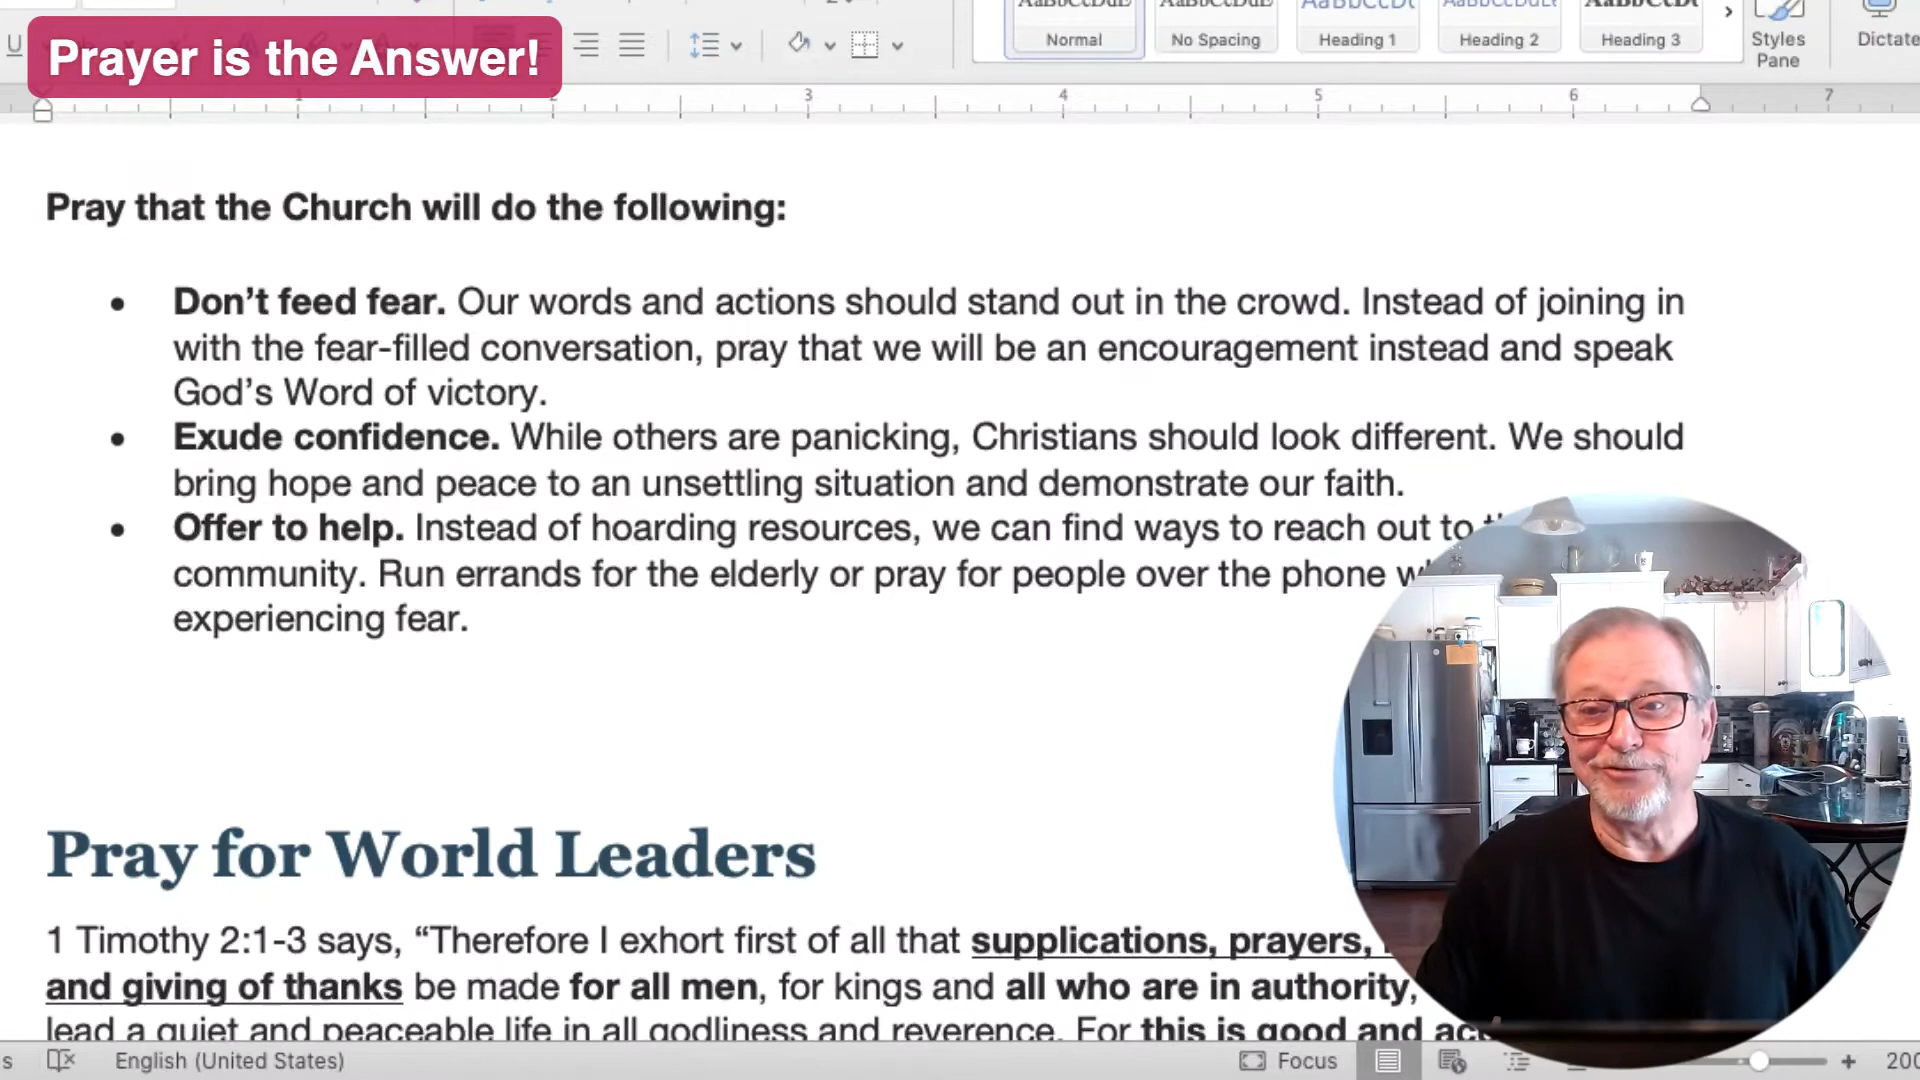 Prayer is the Answer!
U
Normal
No Spacing
Heading 1
Heading 2
Heading 3
Styles
Pane
Dictate
3
4
5
6
7
Pray that the Church will do the following:
• Don’t feed fear. Our words and actions should stand out in the crowd. Instead of joining in
with the fear-filled conversation, pray that we will be an encouragement instead and speak
God’s Word of victory.
• Exude confidence. While others are panicking, Christians should look different. We should
bring hope and peace to an unsettling situation and demonstrate our faith.
• Offer to help. Instead of hoarding resources, we can find ways to reach out to
community. Run errands for the elderly or pray for people over the phone
experiencing fear.
Pray for World Leaders
1 Timothy 2:1-3 says, “Therefore I exhort first of all that supplications, prayers,
and giving of thanks be made for all men, for kings and all who are in authority,
lead a quiet and peaceable life in all godliness and reverence. For this is good and
English (United States)
Focus